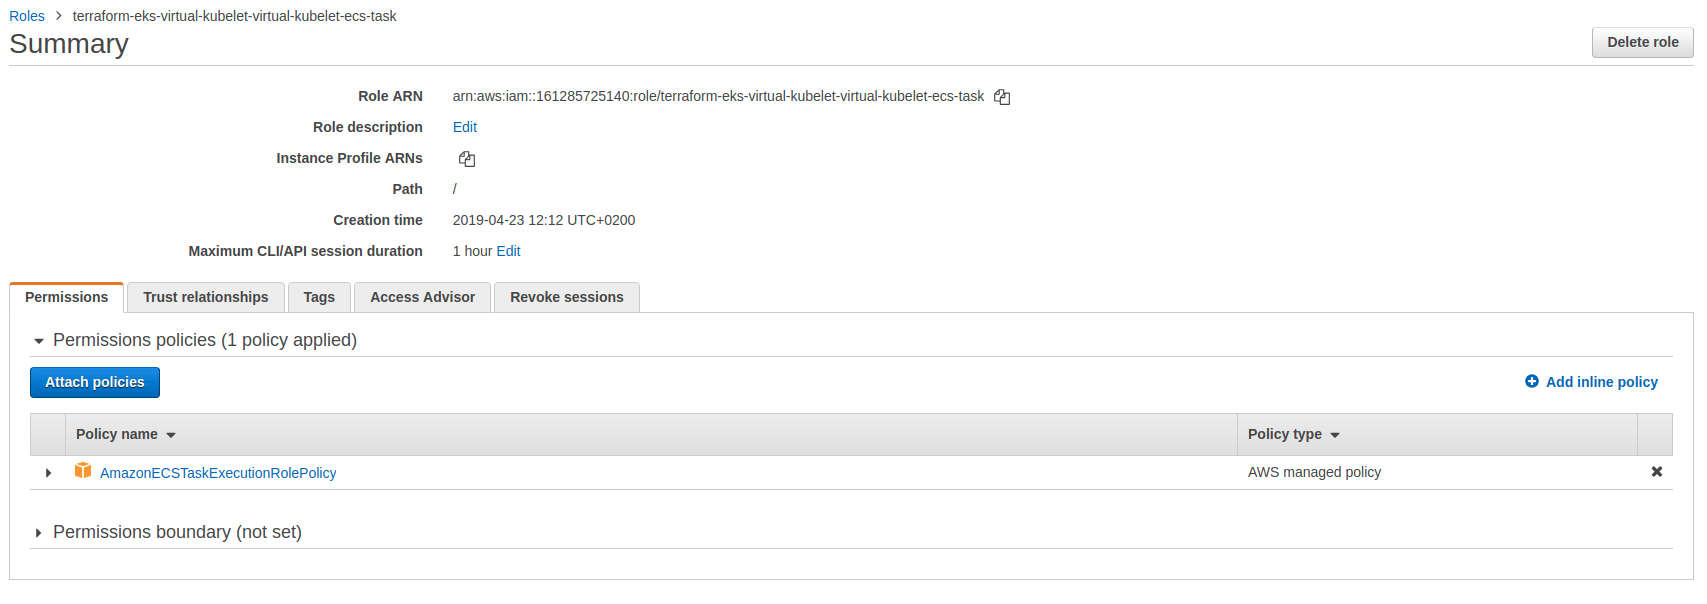 Roles > terraform-eks-virtual-kubelet-virtual-kubelet-ecs-task
Summary
Delete role
Role ARN arn:aws:iam::161285725140:role/terraform-eks-virtual-kubelet-virtual-kubelet-ecs-task
Role description Edit
Instance Profile ARNs
Path /
Creation time 2019-04-23 12:12 UTC+0200
Maximum CLI/API session duration 1 hour Edit
Permissions Trust relationships Tags Access Advisor Revoke sessions
Permissions policies (1 policy applied)
Attach policies Add inline policy
Policy name Policy type
AmazonECSTaskExecutionRolePolicy AWS managed policy
Permissions boundary (not set)